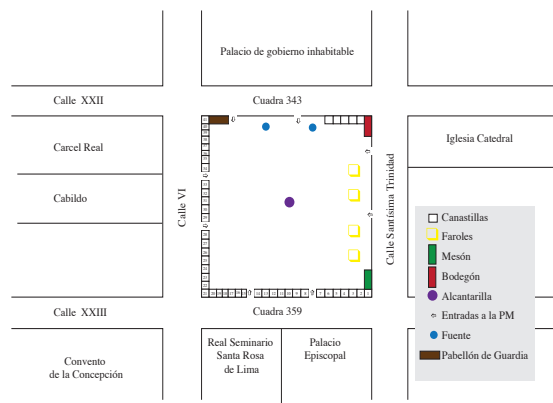 Palacio de gobierno inhabitable
Calle XXII
Cuadra 343
Carcel Real
Cabildo
Calle VI
Calle Santísma Trinidad
Iglesia Catedral
Canastillas
Faroles
Mesón
Bodegón
Alcantarilla
Entradas a la PM
Fuente
Pabellón de Guardia
Calle XXIII
Cuadra 359
Convento
de la Concepción
Real Seminario
Santa Rosa
de Lima
Palacio
Episcopal